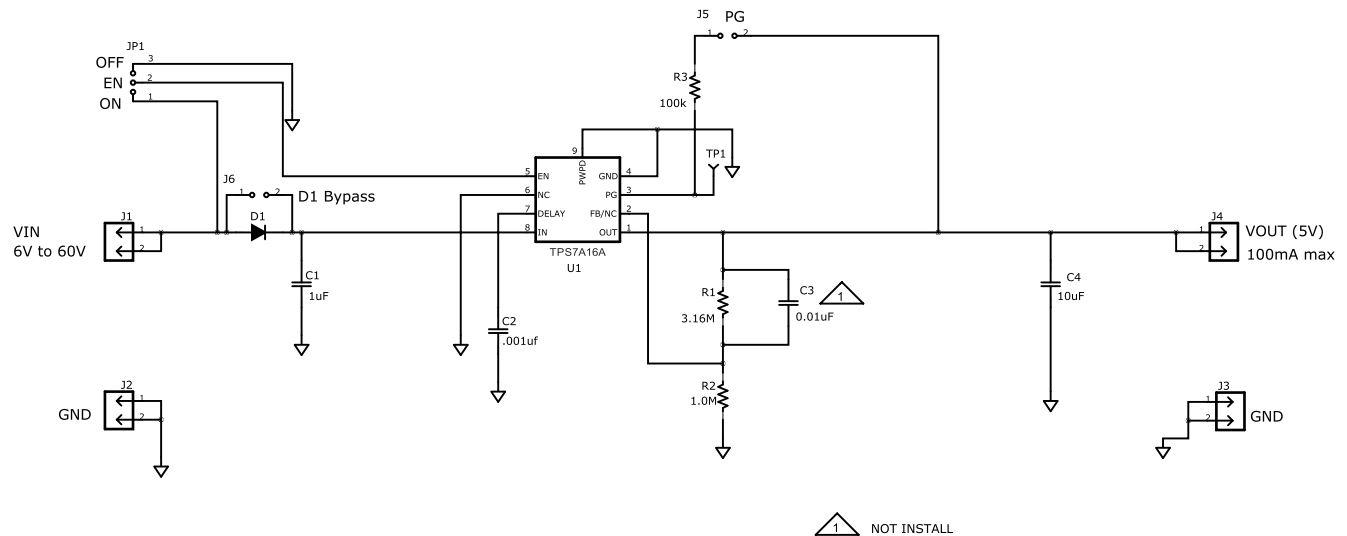 J5 PG
1 2
JP1
OFF 3
EN 2
ON 1
R3
100k
TP1
9
PWPD
5 EN
6 NC
7 DELAY
8 IN
GND 4
PG 3
FB/NC 2
OUT 1
TPS7A16A
U1
J6
1 2
D1 Bypass
D1
J1
VIN
6V to 60V
1
2
C1
1uF
C2
.001uf
R1
3.16M
C3
0.01uF
1
R2
1.0M
C4
10uF
J4
1
2
VOUT (5V)
100mA max
J2
GND
1
2
J3
1
2
GND
1 NOT INSTALL